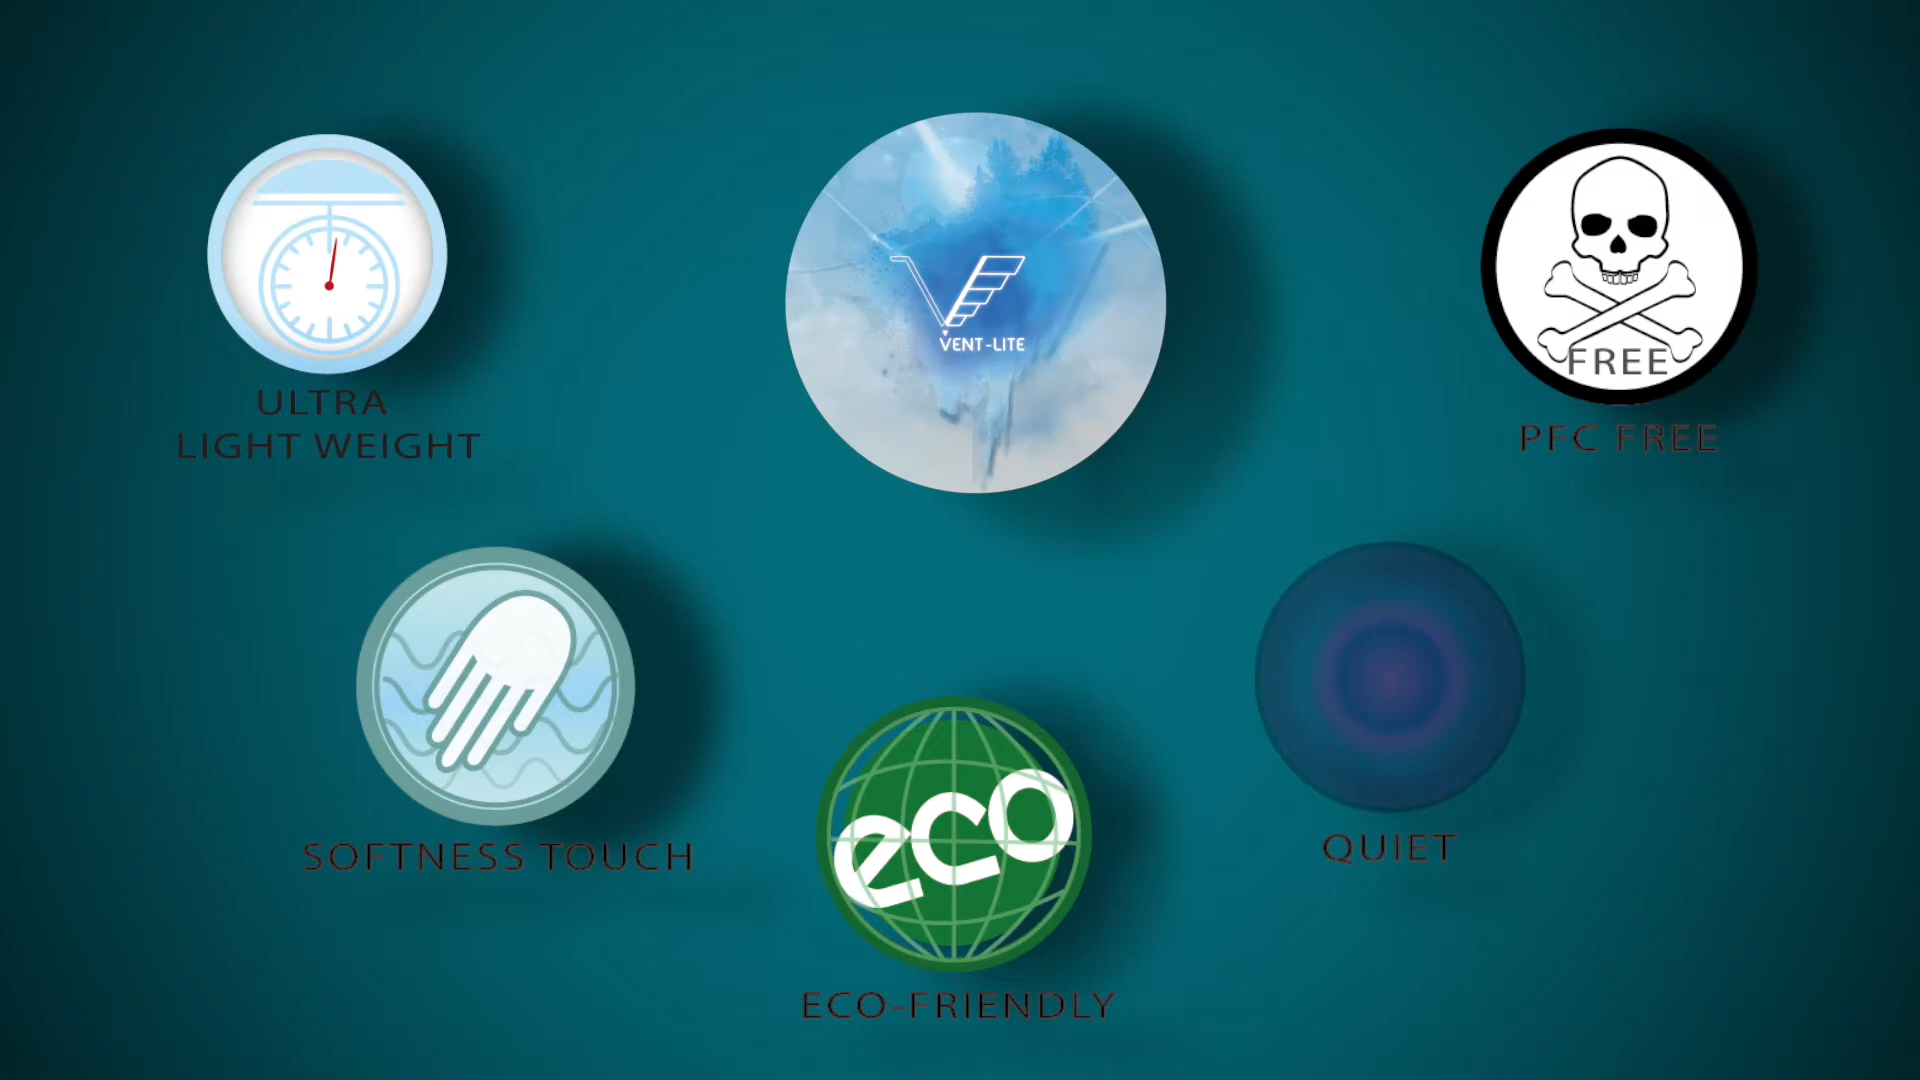 VENT-LITE
FREE
ULTRA
LIGHT WEIGHT
PFC FREE
eco
SOFTNESS TOUCH
QUIET
ECO-FRIENDLY